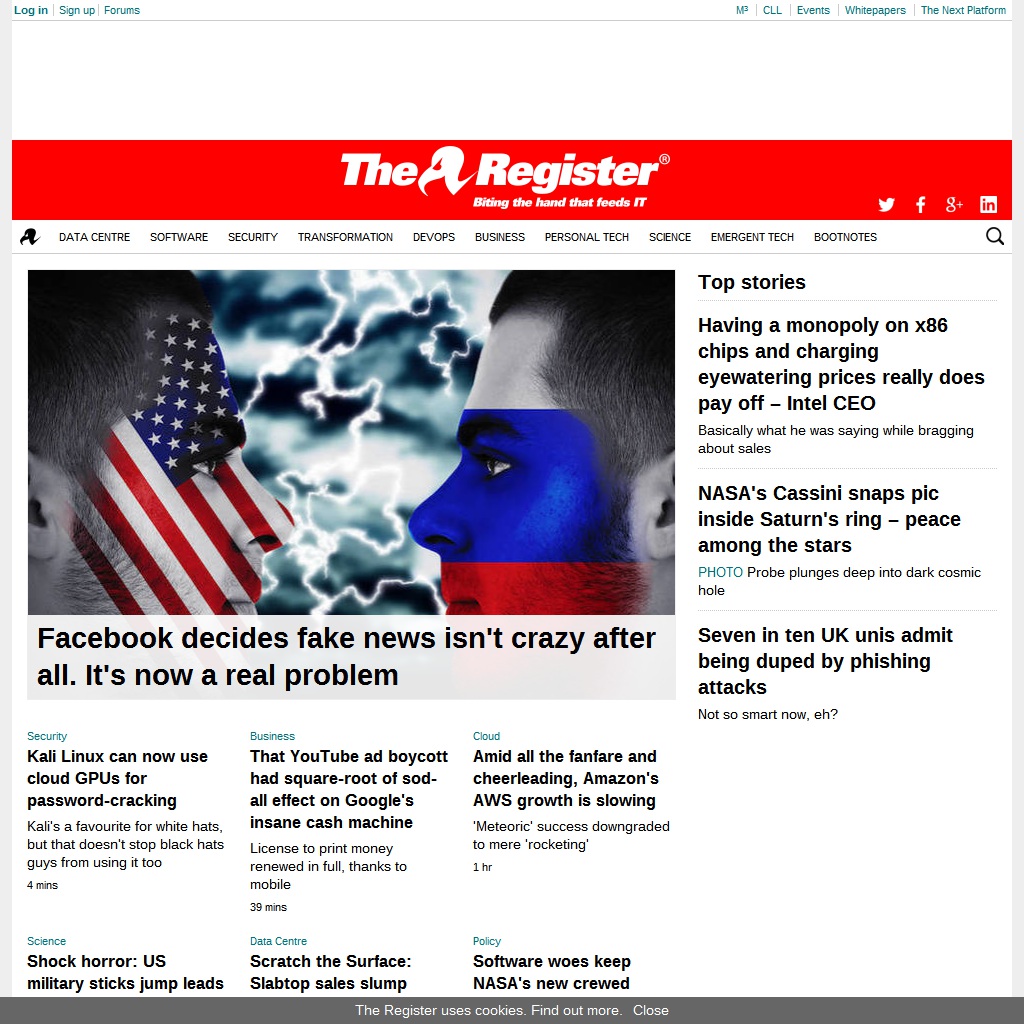 Log in
Sign up
Forums
M³
CLL
Events
Whitepapers
The Next Platform
The Register®
Biting the hand that feeds IT
DATA CENTRE
SOFTWARE
SECURITY
TRANSFORMATION
DEVOPS
BUSINESS
PERSONAL TECH
SCIENCE
EMERGENT TECH
BOOTNOTES
Facebook decides fake news isn't crazy after
all. It's now a real problem
Top stories
Having a monopoly on x86
chips and charging
eyewatering prices really does
pay off – Intel CEO
Basically what he was saying while bragging
about sales
NASA's Cassini snaps pic
inside Saturn's ring – peace
among the stars
PHOTO Probe plunges deep into dark cosmic
hole
Seven in ten UK unis admit
being duped by phishing
attacks
Not so smart now, eh?
Security
Kali Linux can now use
cloud GPUs for
password-cracking
Kali's a favourite for white hats,
but that doesn't stop black hats
guys from using it too
4 mins
Business
That YouTube ad boycott
had square-root of sod-
all effect on Google's
insane cash machine
License to print money
renewed in full, thanks to
mobile
39 mins
Cloud
Amid all the fanfare and
cheerleading, Amazon's
AWS growth is slowing
'Meteoric' success downgraded
to mere 'rocketing'
1 hr
Science
Shock horror: US
military sticks jump leads
Data Centre
Scratch the Surface:
Slabtop sales slump
Policy
Software woes keep
NASA's new crewed
The Register uses cookies. Find out more. Close